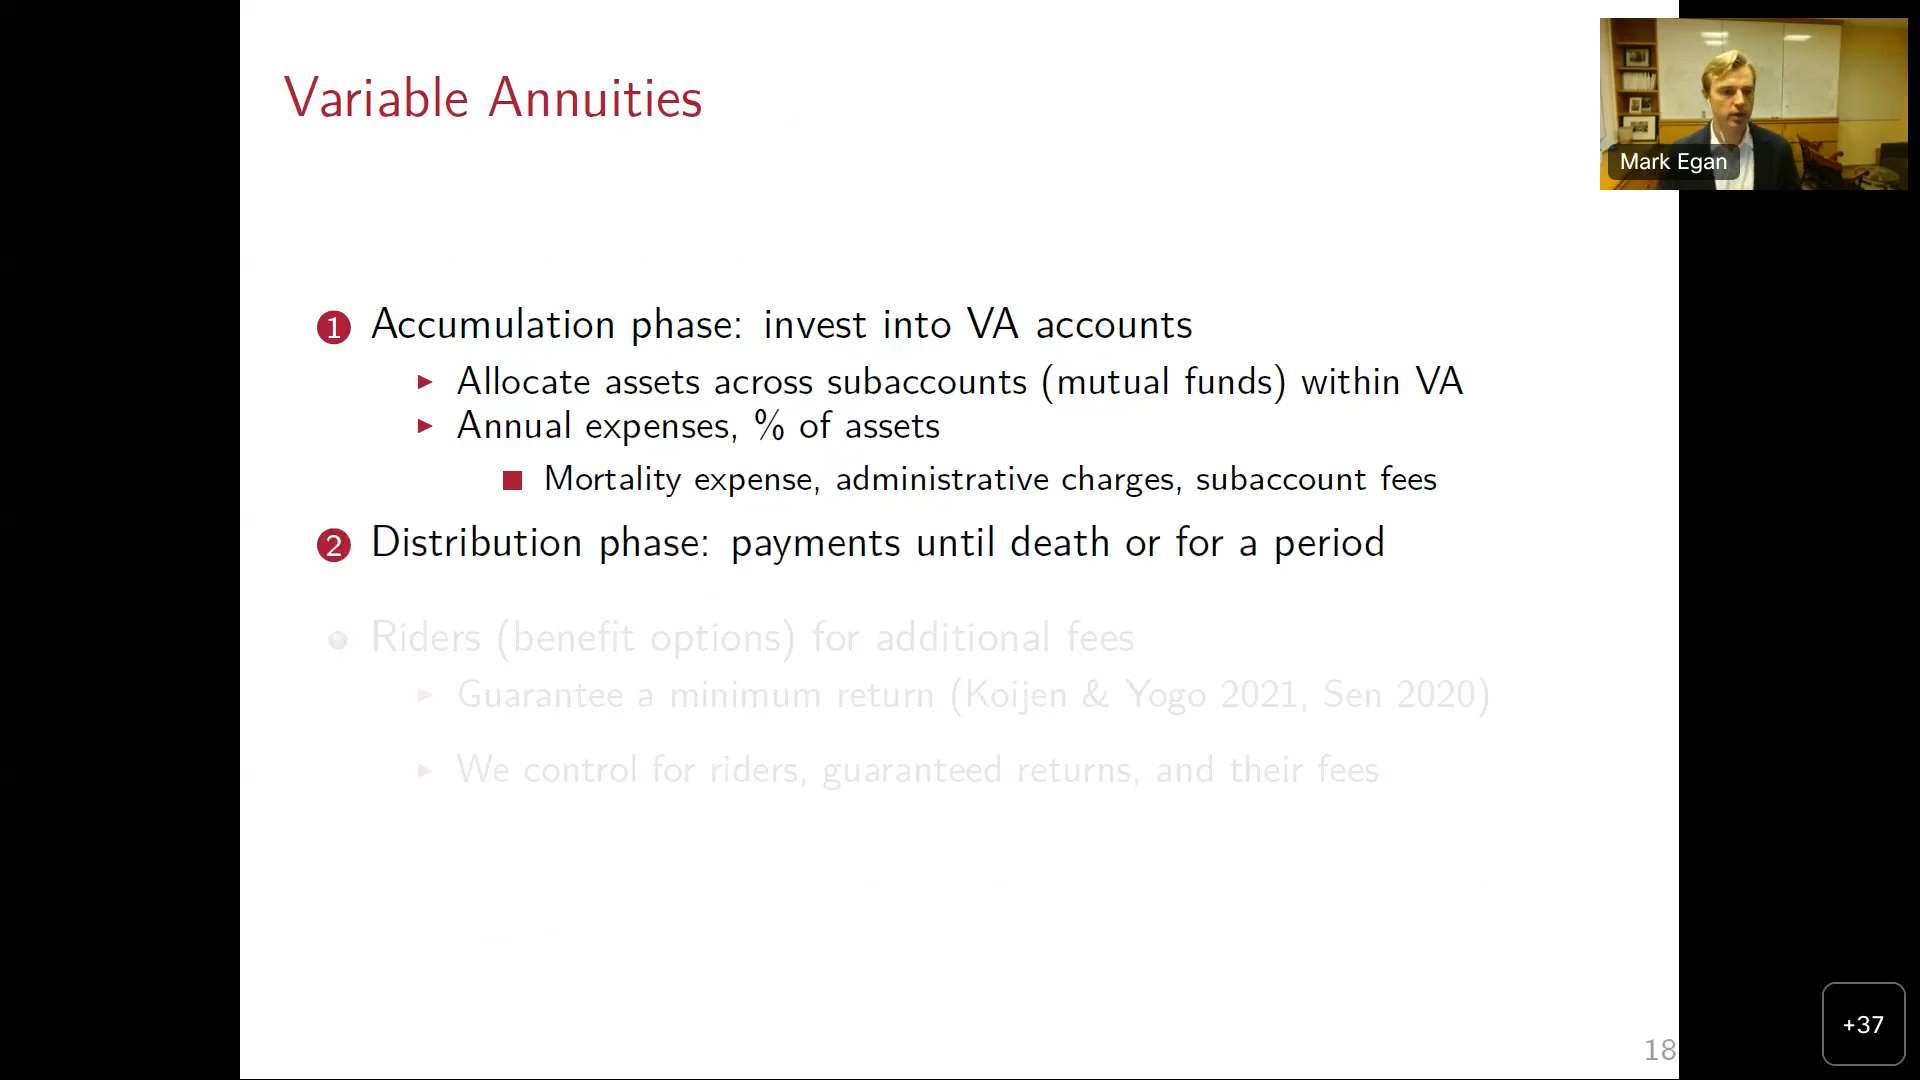 Variable Annuities
Mark Egan
1 Accumulation phase: invest into VA accounts
Allocate assets across subaccounts (mutual funds) within VA
Annual expenses, % of assets
Mortality expense, administrative charges, subaccount fees
2 Distribution phase: payments until death or for a period
Riders (benefit options) for additional fees
Guarantee a minimum return (Koijen & Yogo 2021, Sen 2020)
We control for riders, guaranteed returns, and their fees
+37
18